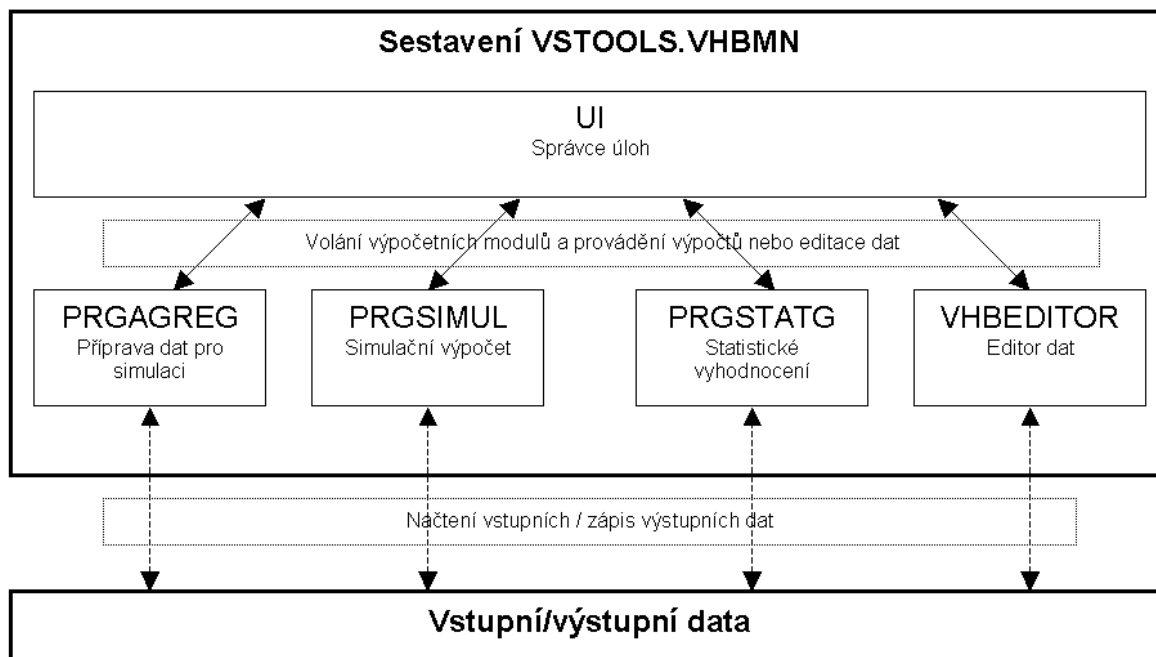 Sestavení VSTOOLS.VHBMN
UI
Správce úloh
Volání výpočetních modulů a provádění výpočtů nebo editace dat
PRGAGREG
Příprava dat pro
simulaci
PRGSIMUL
Simulační výpočet
PRGSTATG
Statistické
vyhodnocení
VHBEDITOR
Editor dat
Náčtení vstupních / zápis výstupních dat
Vstupní/výstupní data